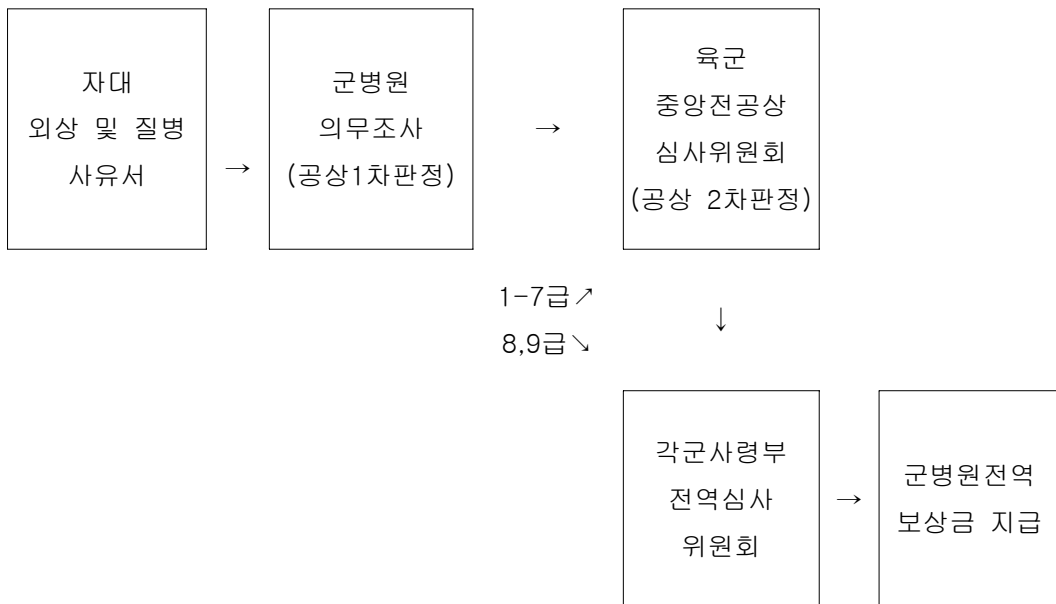 자대
외상 및 질병
사유서
→
군병원
의무조사
(공상1차판정)
→
육군
중앙전공상
심사위원회
(공상 2차판정)
1-7급↗
8,9급↘
↓
각군사령부
전역심사
위원회
→
군병원전역
보상금 지급